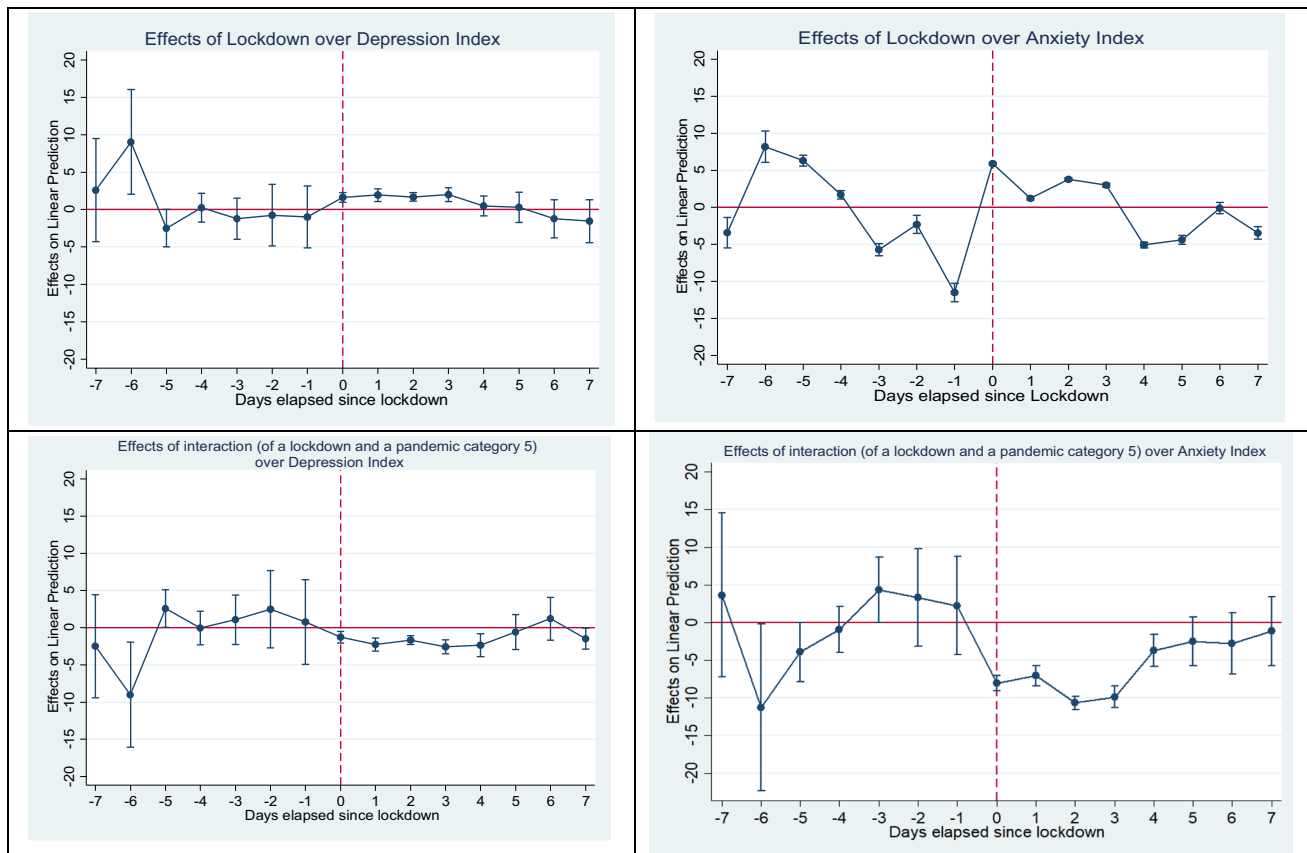 Effects of Lockdown over Depression Index
Effects on Linear Prediction
20
15
10
5
0
-5
-10
-15
-20
-7 -6 -5 -4 -3 -2 -1 0 1 2 3 4 5 6 7
Days elapsed since lockdown
Effects of Lockdown over Anxiety Index
Effects on Linear Prediction
20
15
10
5
0
-5
-10
-15
-20
-7 -6 -5 -4 -3 -2 -1 0 1 2 3 4 5 6 7
Days elapsed since Lockdown
Effects of interaction (of a lockdown and a pandemic category 5)
over Depression Index
Effects on Linear Prediction
20
15
10
5
0
-5
-10
-15
-20
-7 -6 -5 -4 -3 -2 -1 0 1 2 3 4 5 6 7
Days elapsed since lockdown
Effects of interaction (of a lockdown and a pandemic category 5) over Anxiety Index
Effects on Linear Prediction
20
15
10
5
0
-5
-10
-15
-20
-7 -6 -5 -4 -3 -2 -1 0 1 2 3 4 5 6 7
Days elapsed since lockdown